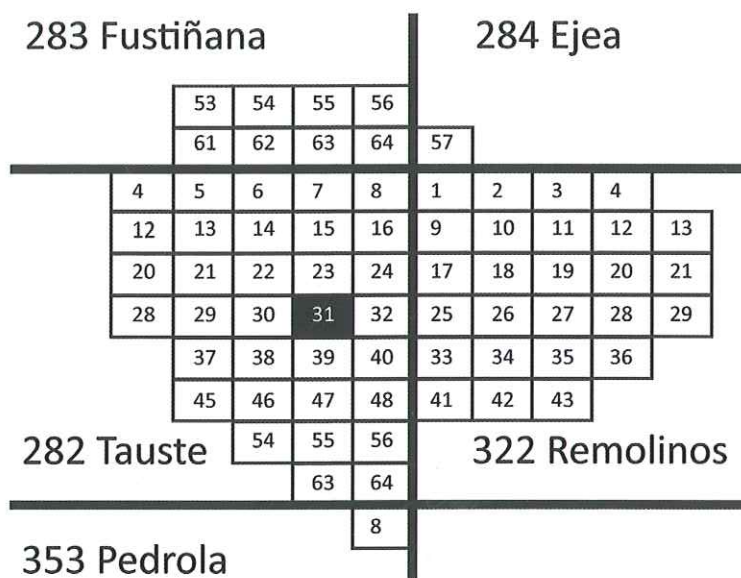 283 Fustiñana 284 Ejea
53 54 55 56
61 62 63 64 57
4 5 6 7 8 1 2 3 4
12 13 14 15 16 9 10 11 12 13
20 21 22 23 24 17 18 19 20 21
28 29 30 31 32 25 26 27 28 29
37 38 39 40 33 34 35 36
45 46 47 48 41 42 43
54 55 56
282 Tauste 322 Remolinos
63 64
8
353 Pedrola